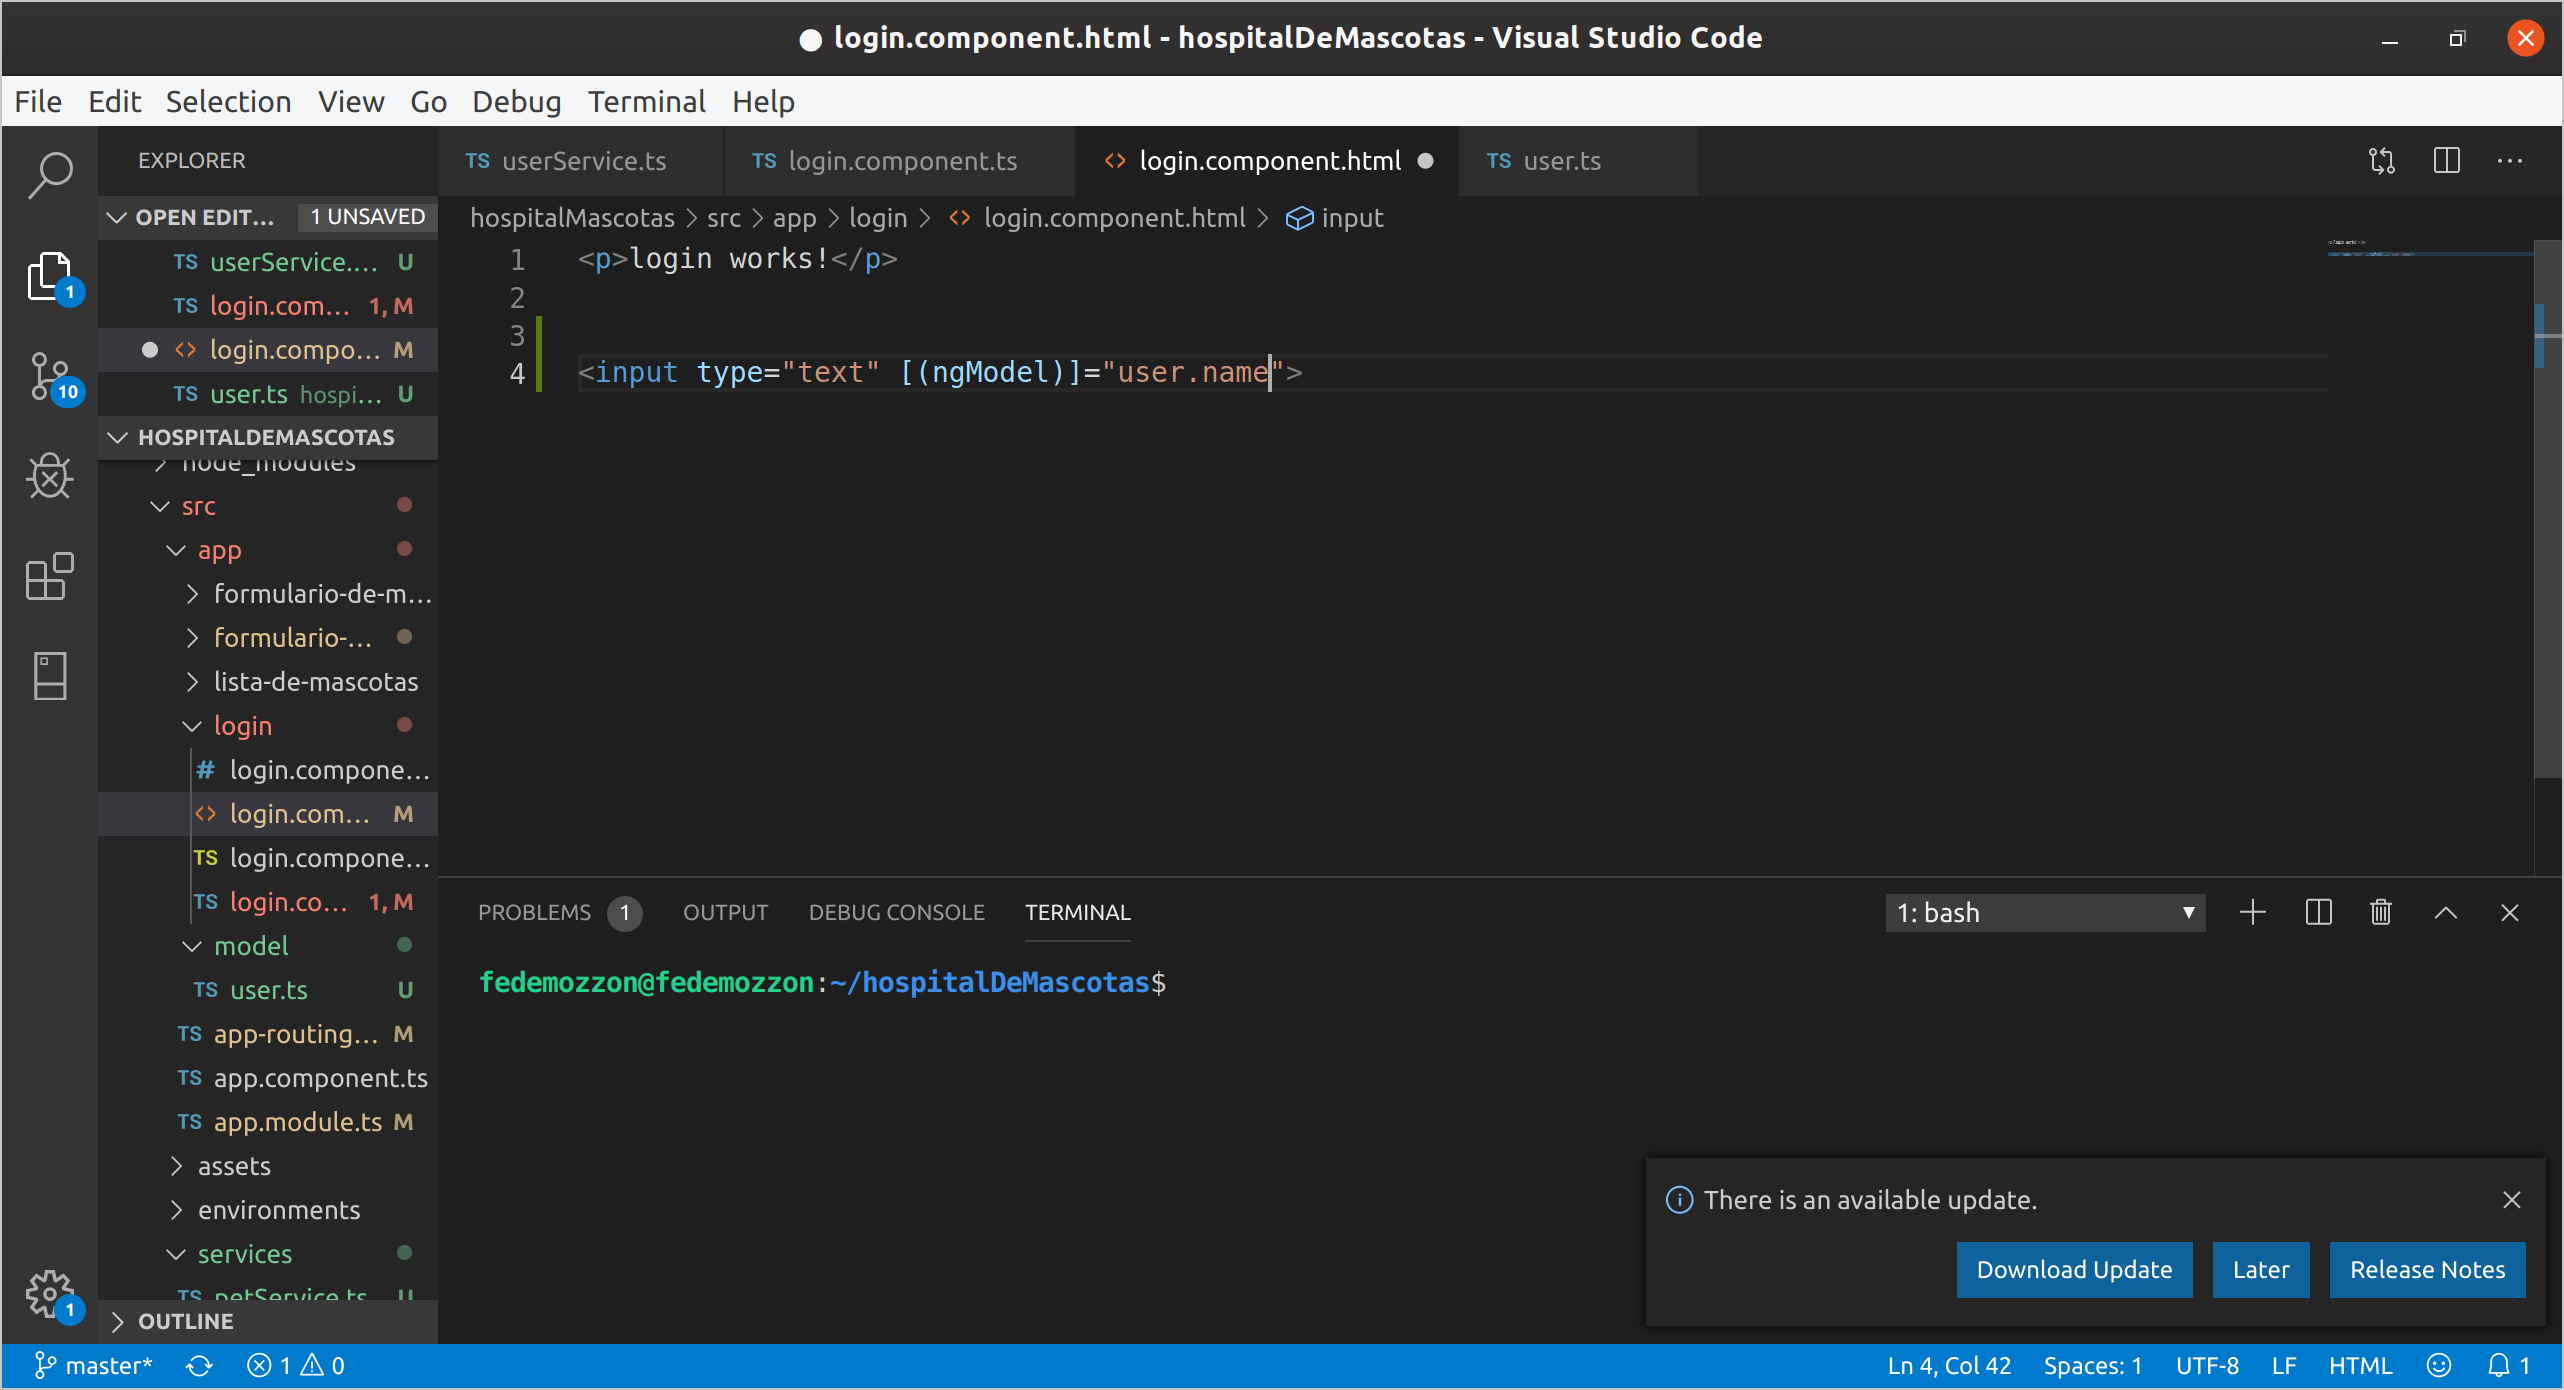 login.component.html - hospitalDeMascotas - Visual Studio Code
File Edit Selection View Go Debug Terminal Help
EXPLORER
OPEN EDIT... 1 UNSAVED
TS userService.... U
TS login.com... 1, M
<> login.compo... M
TS user.ts hospi... U
HOSPITALDEMASCOTAS
node_modules
src
app
formulario-de-m...
formulario-...
lista-de-mascotas
login
# login.compone...
<> login.com... M
TS login.compone...
TS login.co... 1, M
model
TS user.ts U
TS app-routing... M
TS app.component.ts
TS app.module.ts M
assets
environments
services
TS petService.ts U
OUTLINE
1
10
1
TS userService.ts
TS login.component.ts
<> login.component.html
TS user.ts
hospitalMascotas > src > app > login > <> login.component.html > input
1 <p>login works!</p>
2
3
4 <input type="text" [(ngModel)]="user.name">
PROBLEMS 1 OUTPUT DEBUG CONSOLE TERMINAL 1: bash
fedemozzon@fedemozzon:~/hospitalDeMascotas$
There is an available update.
Download Update Later Release Notes
master* 1 0 Ln 4, Col 42 Spaces: 1 UTF-8 LF HTML 1